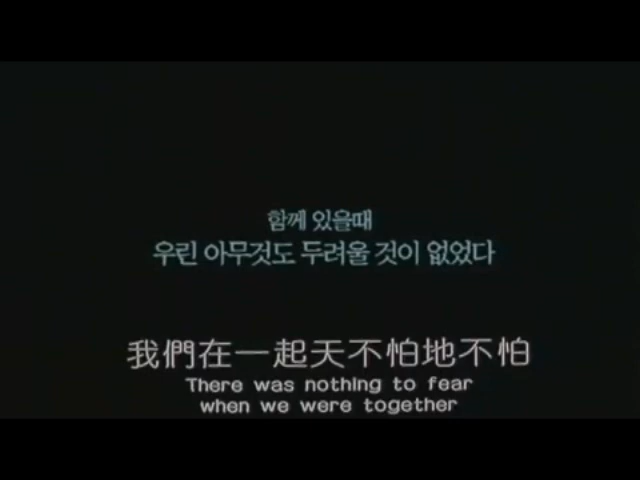 함께 있을때
우린 아무것도 두려울 것이 없었다
我們在一起天不怕地不怕
There was nothing to fear
when we were together